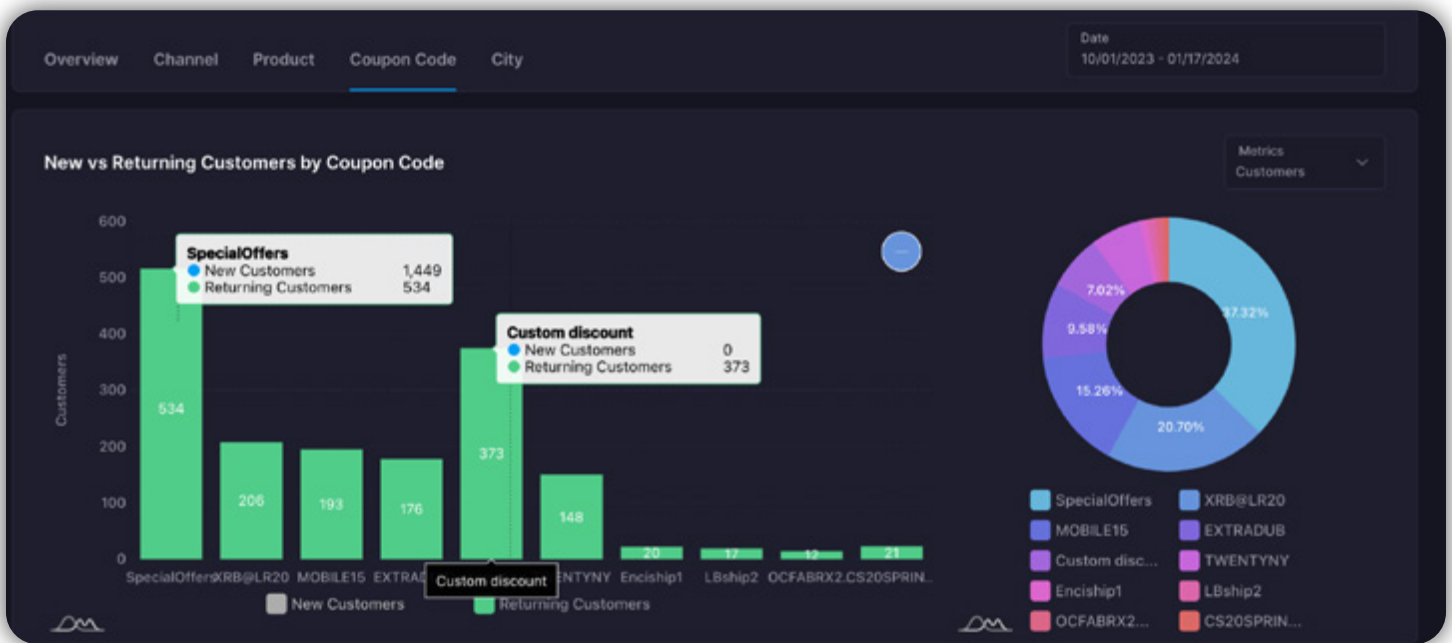 Overview Channel Product Coupon Code City
Date
10/01/2023 - 01/17/2024
New vs Returning Customers by Coupon Code
Metrics
Customers
600
500
400
300
200
100
0
Customers
SpecialOffers
New Customers 1,449
Returning Customers 534
Custom discount
New Customers 0
Returning Customers 373
534
206
193
176
373
148
20
17
12
21
SpecialOffers XRB@LR20 MOBILE15 EXTRAD ENTYNY Enciship1 LBship2 OCFABRX2.. CS20SPRIN..
Custom discount
New Customers Returning Customers
37.32%
20.70%
15.26%
9.58%
7.02%
SpecialOffers XRB@LR20
MOBILE15 EXTRADUB
Custom disc... TWENTYNY
Enciship1 LBship2
OCFABRX2... CS20SPRIN...